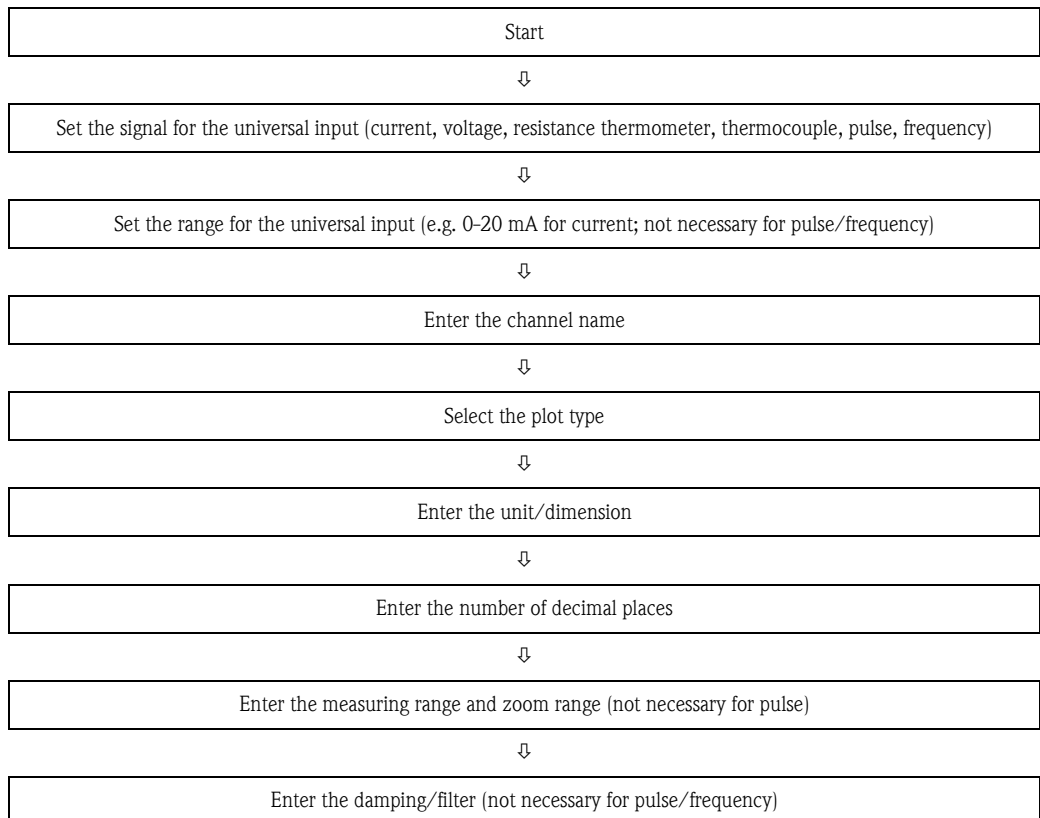 Start
⇩
Set the signal for the universal input (current, voltage, resistance thermometer, thermocouple, pulse, frequency)
⇩
Set the range for the universal input (e.g. 0-20 mA for current; not necessary for pulse/frequency)
⇩
Enter the channel name
⇩
Select the plot type
⇩
Enter the unit/dimension
⇩
Enter the number of decimal places
⇩
Enter the measuring range and zoom range (not necessary for pulse)
⇩
Enter the damping/filter (not necessary for pulse/frequency)